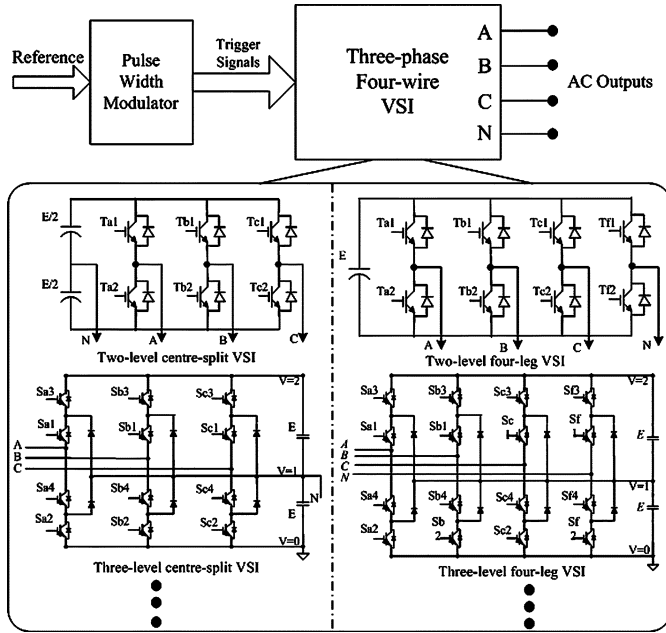 Reference
Pulse
Width
Modulator
Trigger
Signals
Three-phase
Four-wire
VSI
A
B
C
N
AC Outputs
E/2
E/2
Ta1
Tb1
Tc1
Ta2
Tb2
Tc2
N
A
B
C
Two-level centre-split VSI
E
Ta1
Tb1
Tc1
Tf1
Ta2
Tb2
Tc2
Tf2
A
B
C
N
Two-level four-leg VSI
Sa3
Sb3
Sc3
V=2
Sa1
Sb1
Sc1
E
A
B
C
V=1
N
Sa4
Sb4
Sc4
E
Sa2
Sb2
Sc2
V=0
Three-level centre-split VSI
Sa3
Sb3
Sc3
Sf3
V=2
Sa1
Sb1
Sc
Sf
E
A
B
C
N
V=1
Sa4
Sb4
Sc4
Sf4
E
Sa2
Sb
2
Sc2
Sf
2
V=0
Three-level four-leg VSI